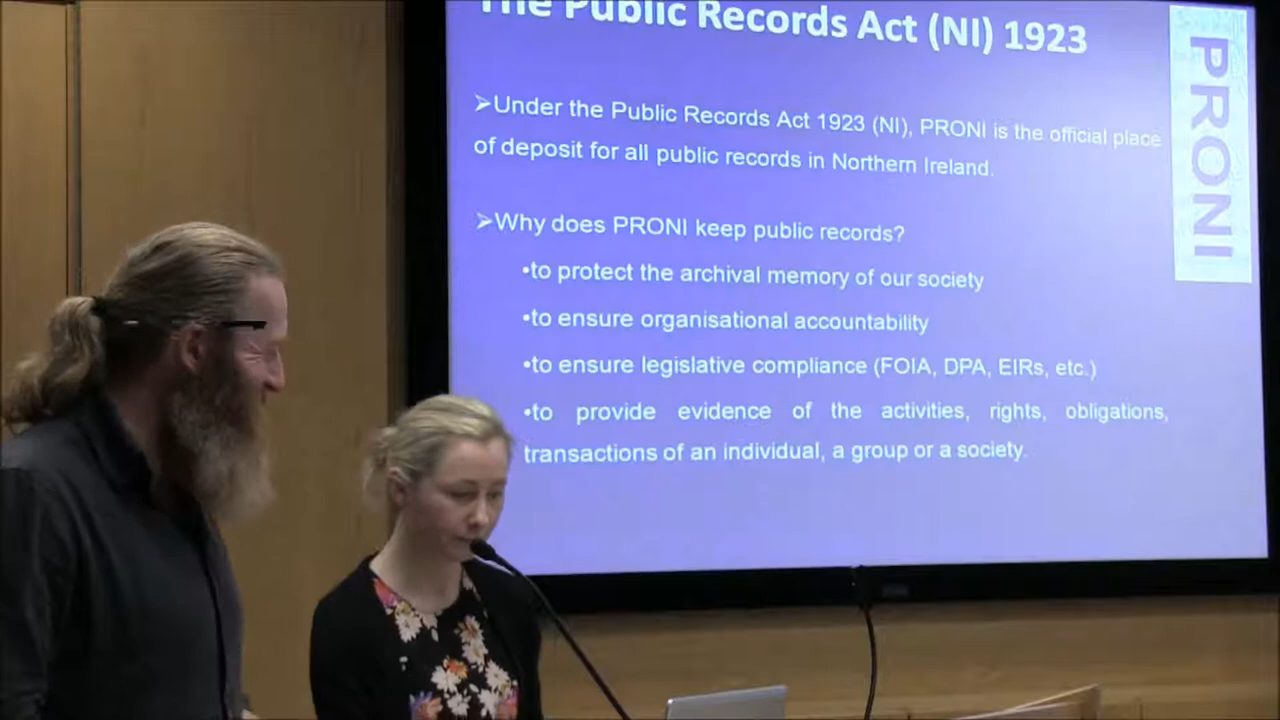 The Public Records Act (NI) 1923
➢Under the Public Records Act 1923 (NI), PRONI is the official place
of deposit for all public records in Northern Ireland.
➢Why does PRONI keep public records?
•to protect the archival memory of our society
•to ensure organisational accountability
•to ensure legislative compliance (FOIA, DPA, EIRs, etc.)
•to provide evidence of the activities, rights, obligations,
transactions of an individual, a group or a society.
PRONI